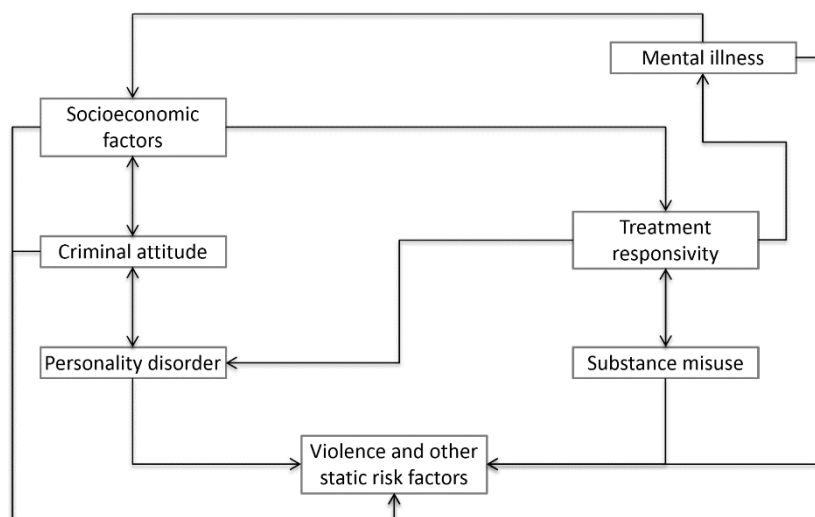 Mental illness
Socioeconomic
factors
Treatment
responsivity
Criminal attitude
Personality disorder
Substance misuse
Violence and other
static risk factors